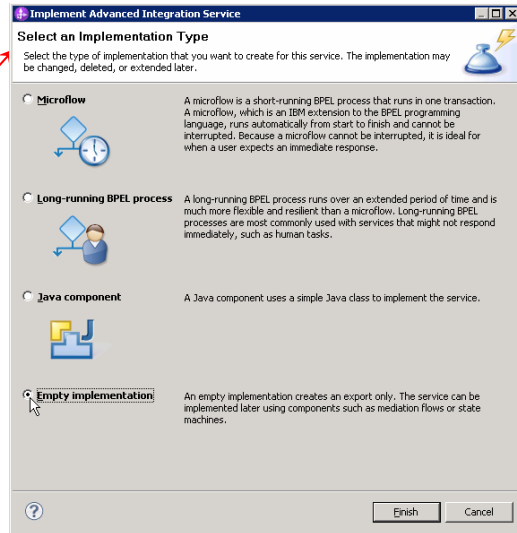 Implement Advanced Integration Service
Select an Implementation Type
Select the type of implementation that you want to create for this service. The implementation may
be changed, deleted, or extended later.
Microflow
A microflow is a short-running BPEL process that runs in one transaction.
A microflow, which is an IBM extension to the BPEL programming
language, runs automatically from start to finish and cannot be
interrupted. Because a microflow cannot be interrupted, it is ideal for
when a user expects an immediate response.
Long-running BPEL process
A long-running BPEL process runs over an extended period of time and is
much more flexible and resilient than a microflow. Long-running BPEL
processes are most commonly used with services that might not respond
immediately, such as human tasks.
Java component
A Java component uses a simple Java class to implement the service.
Empty implementation
An empty implementation creates an export only. The service can be
implemented later using components such as mediation flows or state
machines.
?
Finish
Cancel